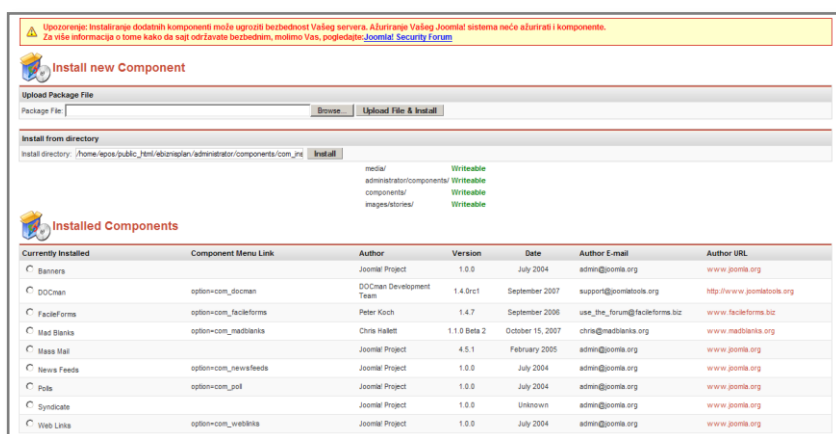 Upozorenje: Instaliranje dodatnih komponenti može ugroziti bezbednost Vašeg servera. Ažuriranje Vašeg Joomla! sistema neće ažurirati i komponente.
Za više informacija o tome kako da sajt održavate bezbednim, molimo Vas, pogledajte:Joomla! Security Forum
Install new Component
Upload Package File
Package File: Browse... Upload File & Install
Install from directory
Install directory: /home/epos/public_html/ebiznisplan/administrator/components/com_ins Install
media/ Writeable
administrator/components/ Writeable
components/ Writeable
images/stories/ Writeable
Installed Components
Currently Installed Component Menu Link Author Version Date Author E-mail Author URL
Banners Joomla! Project 1.0.0 July 2004 admin@joomla.org www.joomla.org
DOCman option=com_docman DOCman Development Team 1.4.0rc1 September 2007 support@joomlatools.org http://www.joomlatools.org
FacileForms option=com_facileforms Peter Koch 1.4.7 September 2006 use_the_forum@facileforms.biz www.facileforms.biz
Mad Blanks option=com_madblanks Chris Hallett 1.1.0 Beta 2 October 15, 2007 chris@madblanks.org www.madblanks.org
Mass Mail Joomla! Project 4.5.1 February 2005 admin@joomla.org www.joomla.org
News Feeds option=com_newsfeeds Joomla! Project 1.0.0 July 2004 admin@joomla.org www.joomla.org
Polls option=com_poll Joomla! Project 1.0.0 July 2004 admin@joomla.org www.joomla.org
Syndicate Joomla! Project 1.0.0 Unknown admin@joomla.org www.joomla.org
Web Links option=com_weblinks Joomla! Project 1.0.0 July 2004 admin@joomla.org www.joomla.org